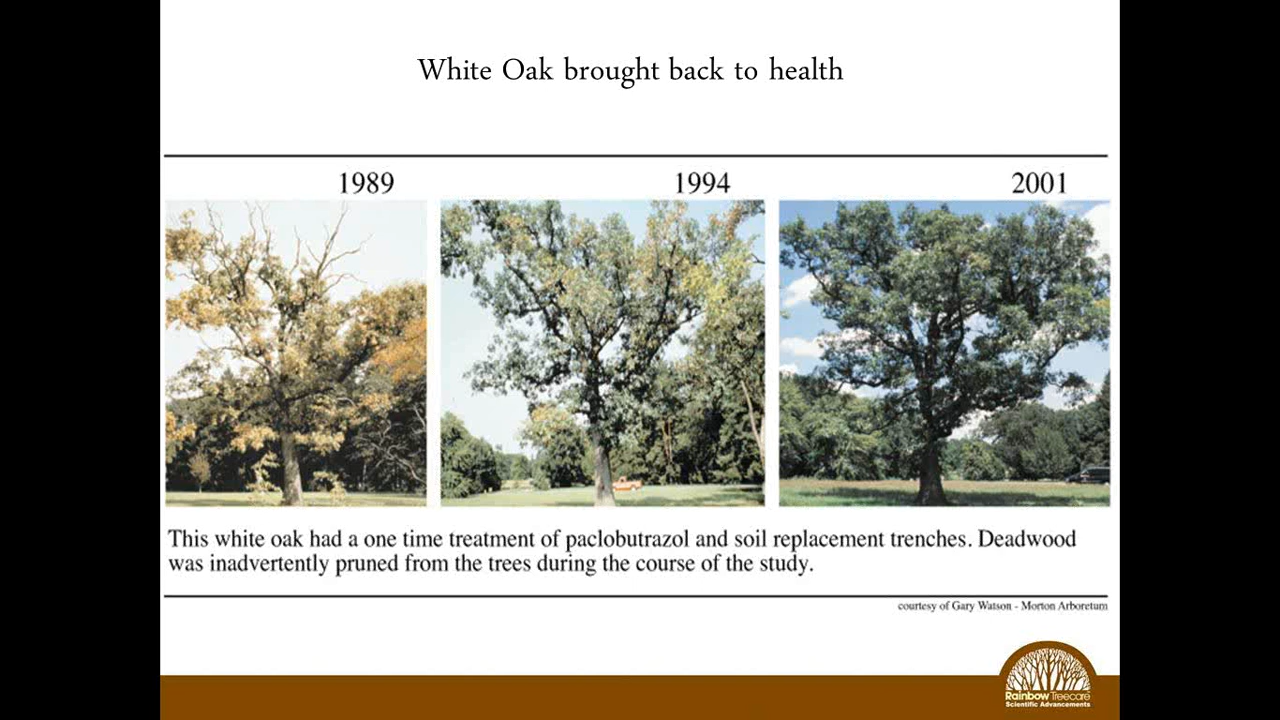 White Oak brought back to health
1989
1994
2001
This white oak had a one time treatment of paclobutrazol and soil replacement trenches. Deadwood
was inadvertently pruned from the trees during the course of the study.
courtesy of Gary Watson - Morton Arboretum
Rainbow Treecare
Scientific Advancements